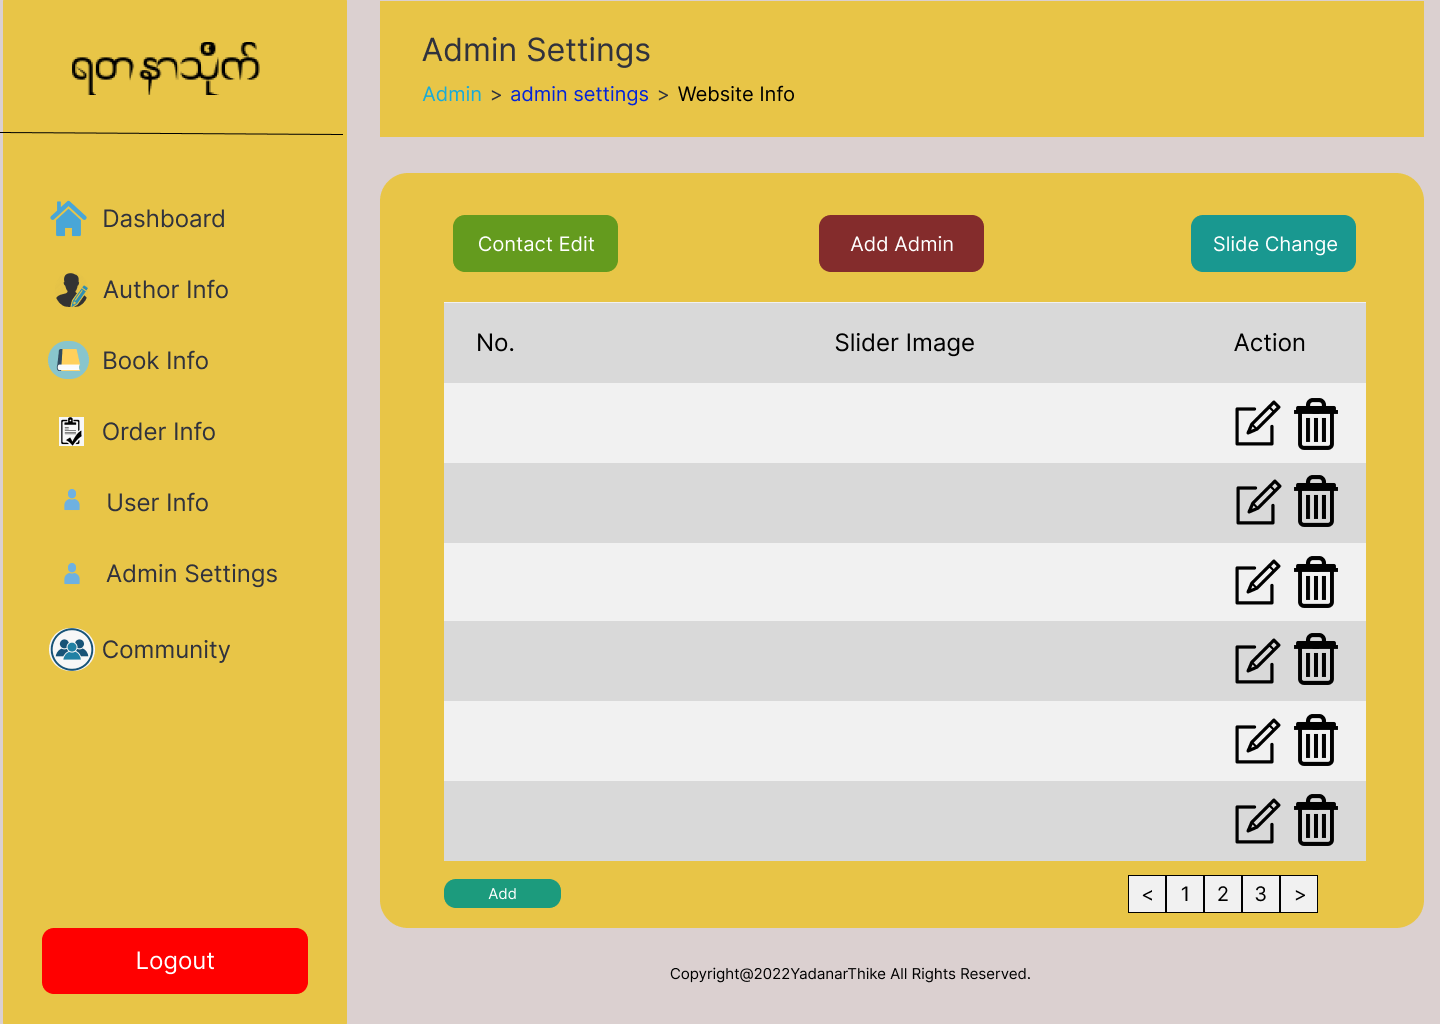 ရတနာသိုက်
Dashboard
Author Info
Book Info
Order Info
User Info
Admin Settings
Community
Logout
Admin Settings
Admin > admin settings > Website Info
Contact Edit Add Admin Slide Change
No. Slider Image Action
Add
< 1 2 3 >
Copyright@2022YadanarThike All Rights Reserved.